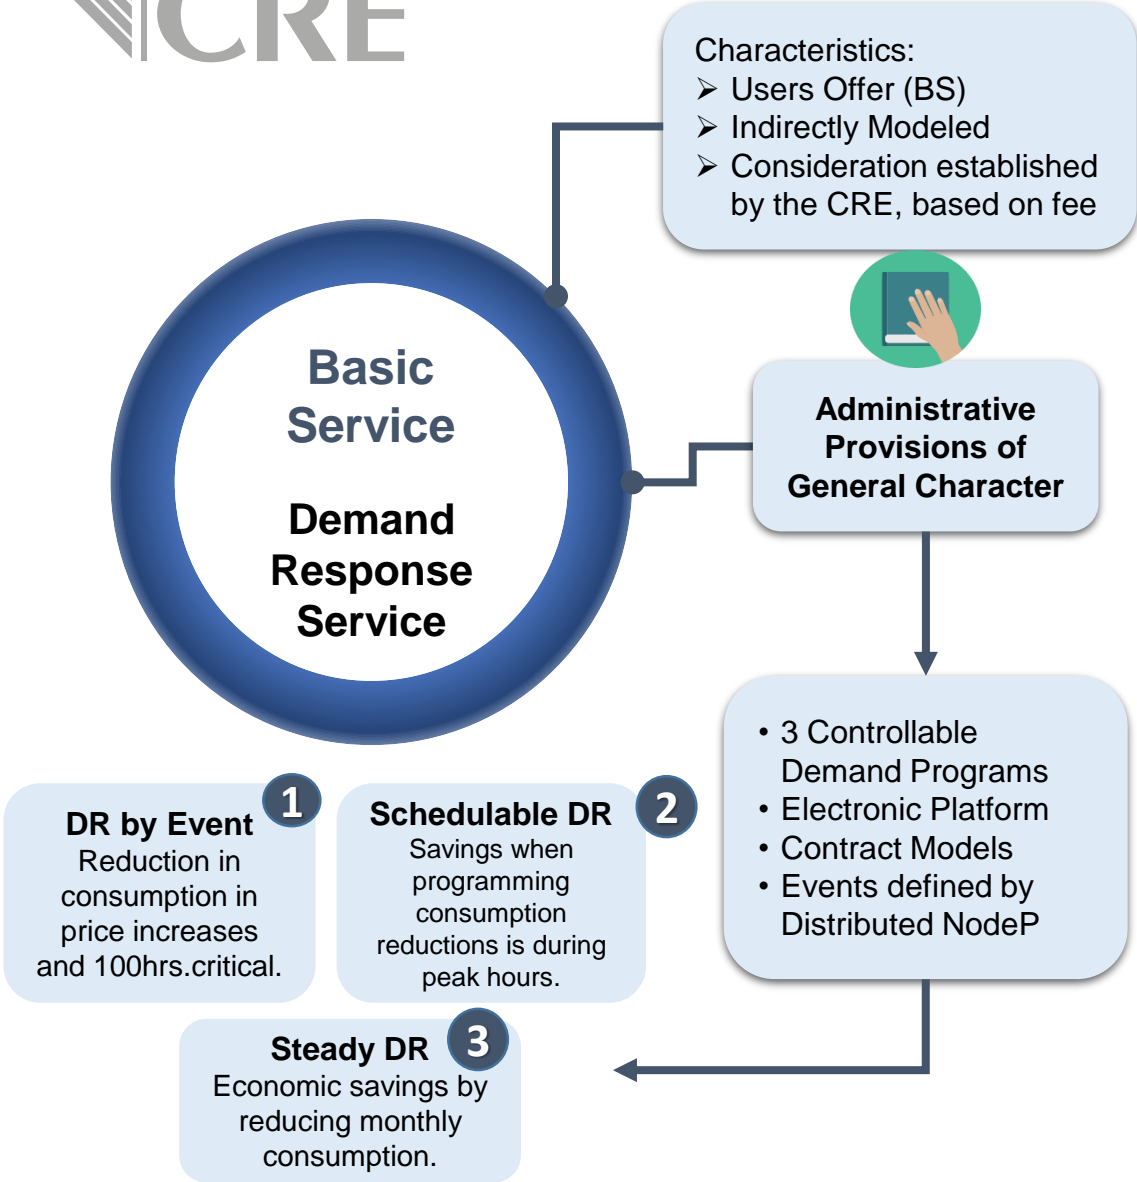 CRE
Characteristics:
➢ Users Offer (BS)
➢ Indirectly Modeled
➢ Consideration established
by the CRE, based on fee
Basic
Service
Demand
Response
Service
Administrative
Provisions of
General Character
• 3 Controllable
Demand Programs
• Electronic Platform
• Contract Models
• Events defined by
Distributed NodeP
1
DR by Event
Reduction in
consumption in
price increases
and 100hrs.critical.
2
Schedulable DR
Savings when
programming
consumption
reductions is during
peak hours.
3
Steady DR
Economic savings by
reducing monthly
consumption.